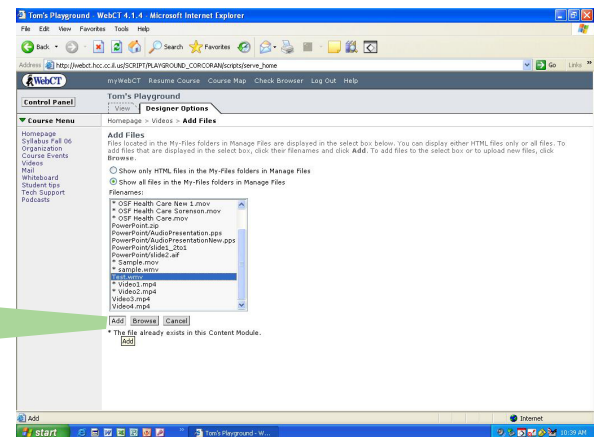 Tom's Playground - WebCT 4.1.4 - Microsoft Internet Explorer
File Edit View Favorites Tools Help
Back Search Favorites
Address http://webct.hcc.cc.il.us/SCRIPT/PLAYGROUND_CORCORAN/scripts/serve_home Go Links »
WebCT myWebCT Resume Course Course Map Check Browser Log Out Help
Control Panel
Tom's Playground
View Designer Options
Course Menu
Homepage > Videos > Add Files
Homepage
Syllabus Fall 06
Organization
Course Events
Videos
Mail
Whiteboard
Student tips
Tech Support
Podcasts
Add Files
Files located in the My-Files folders in Manage Files are displayed in the select box below. You can display either HTML files only or all files. To
add files that are displayed in the select box, click their filenames and click Add. To add files to the select box or to upload new files, click
Browse.
Show only HTML files in the My-Files folders in Manage Files
Show all files in the My-Files folders in Manage Files
Filenames:
* OSF Health Care New 1.mov
* OSF Health Care Sorenson.mov
* OSF Health Care.mov
PowerPoint.zip
PowerPoint/AudioPresentation.pps
PowerPoint/AudioPresentationNew.pps
PowerPoint/slide1_2to1
PowerPoint/slide2.aif
* Sample.mov
* sample.wmv
Test.wmv
* Video1.mp4
* Video2.mp4
Video3.mp4
Video4.mp4
Add Browse Cancel
* The file already exists in this Content Module.
Add
Add Internet
start » Tom's Playground - W... 10:39 AM